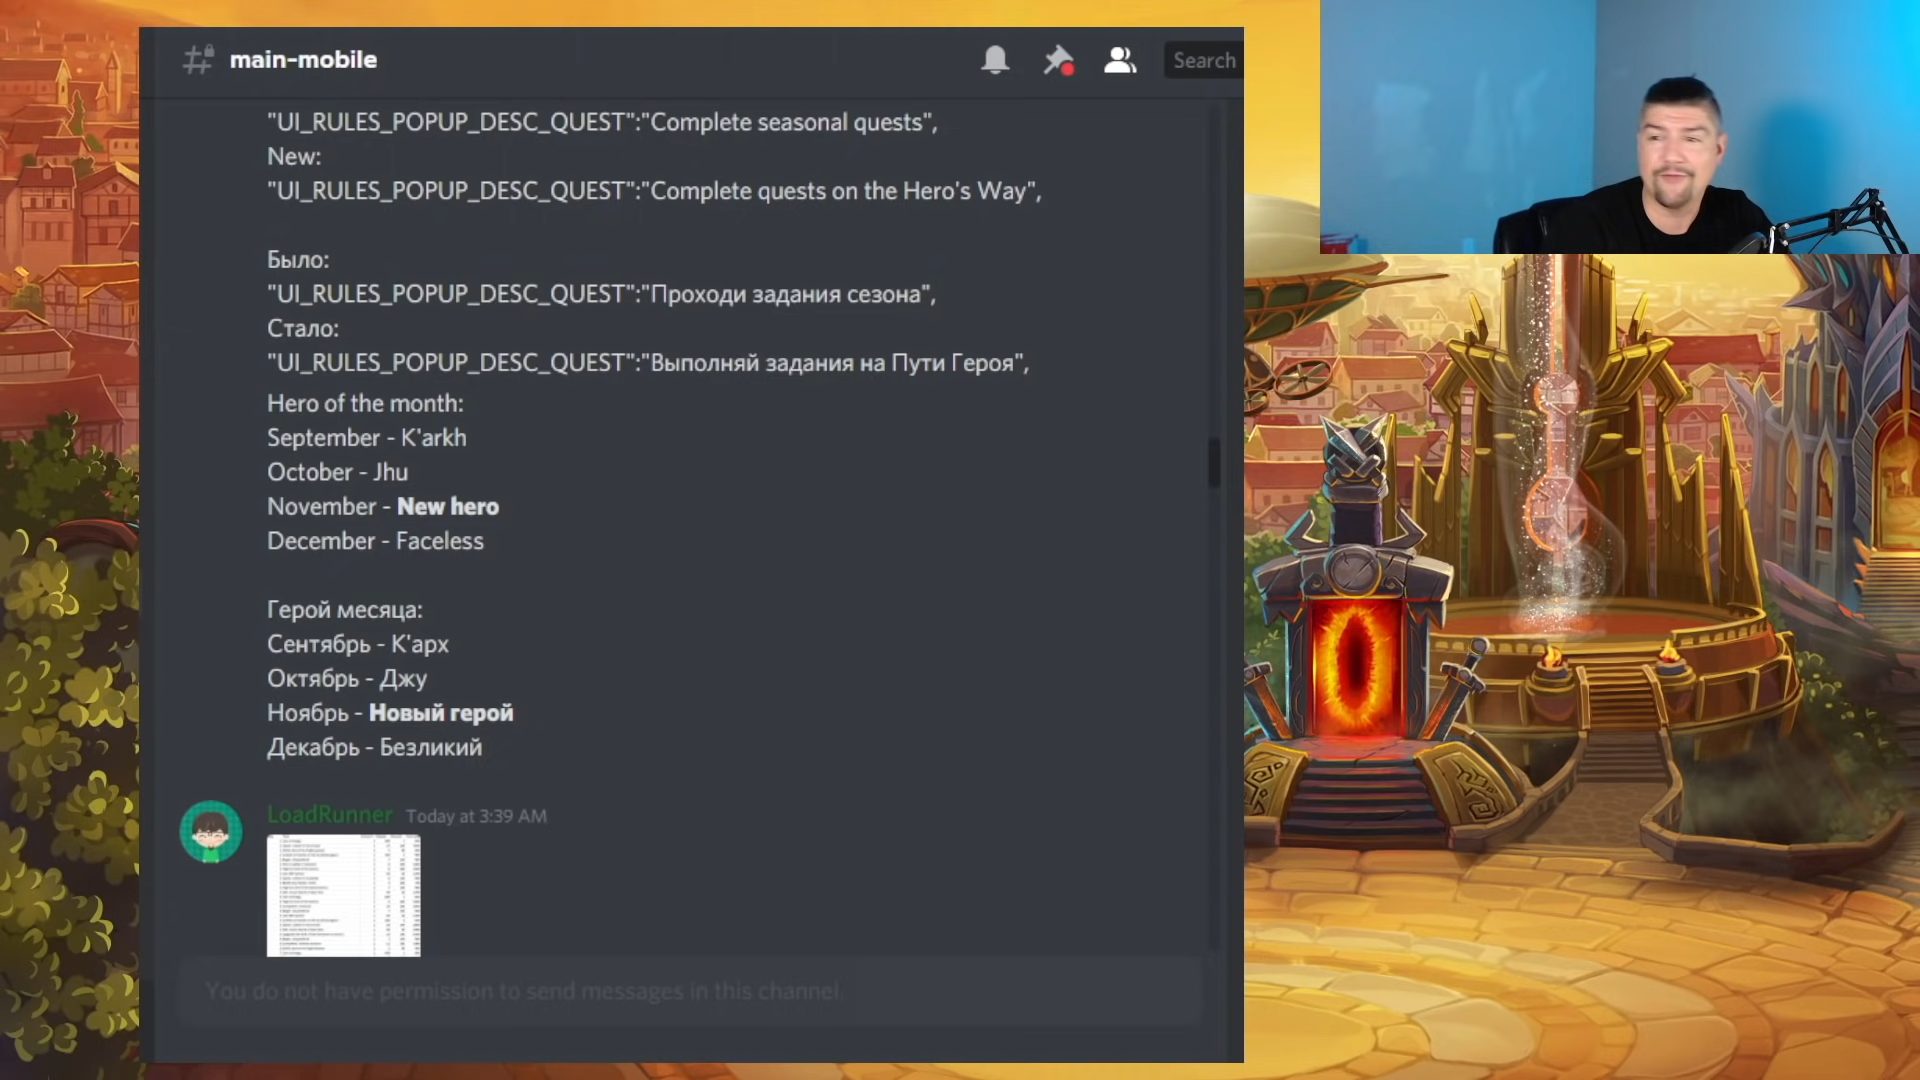 main-mobile
Search
"UI_RULES_POPUP_DESC_QUEST":"Complete seasonal quests",
New:
"UI_RULES_POPUP_DESC_QUEST":"Complete quests on the Hero's Way",
Было:
"UI_RULES_POPUP_DESC_QUEST":"Проходи задания сезона",
Стало:
"UI_RULES_POPUP_DESC_QUEST":"Выполняй задания на Пути Героя",
Hero of the month:
September - K'arkh
October - Jhu
November - New hero
December - Faceless
Герой месяца:
Сентябрь - К'арх
Октябрь - Джу
Ноябрь - Новый герой
Декабрь - Безликий
LoadRunner Today at 3:39 AM
You do not have permission to send messages in this channel.